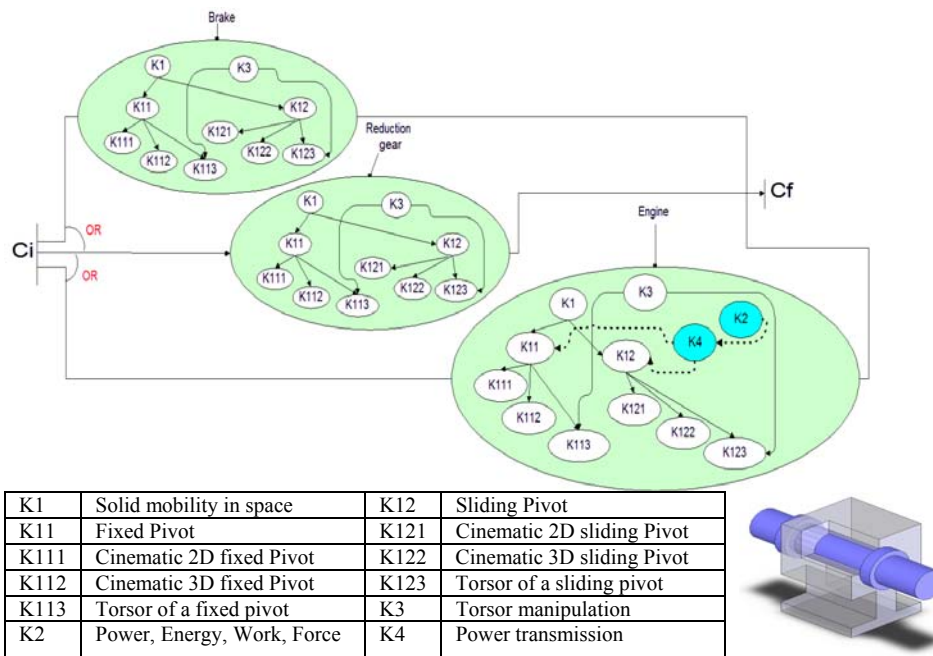 Brake
K1
K3
K11
K12
K111
K112
K113
K121
K122
K123
Reduction
gear
K1
K3
K11
K12
K111
K112
K113
K121
K122
K123
Ci
OR
OR
Cf
Engine
K1
K3
K2
K4
K11
K12
K111
K112
K113
K121
K122
K123
K1 Solid mobility in space K12 Sliding Pivot
K11 Fixed Pivot K121 Cinematic 2D sliding Pivot
K111 Cinematic 2D fixed Pivot K122 Cinematic 3D sliding Pivot
K112 Cinematic 3D fixed Pivot K123 Torsor of a sliding pivot
K113 Torsor of a fixed pivot K3 Torsor manipulation
K2 Power, Energy, Work, Force K4 Power transmission